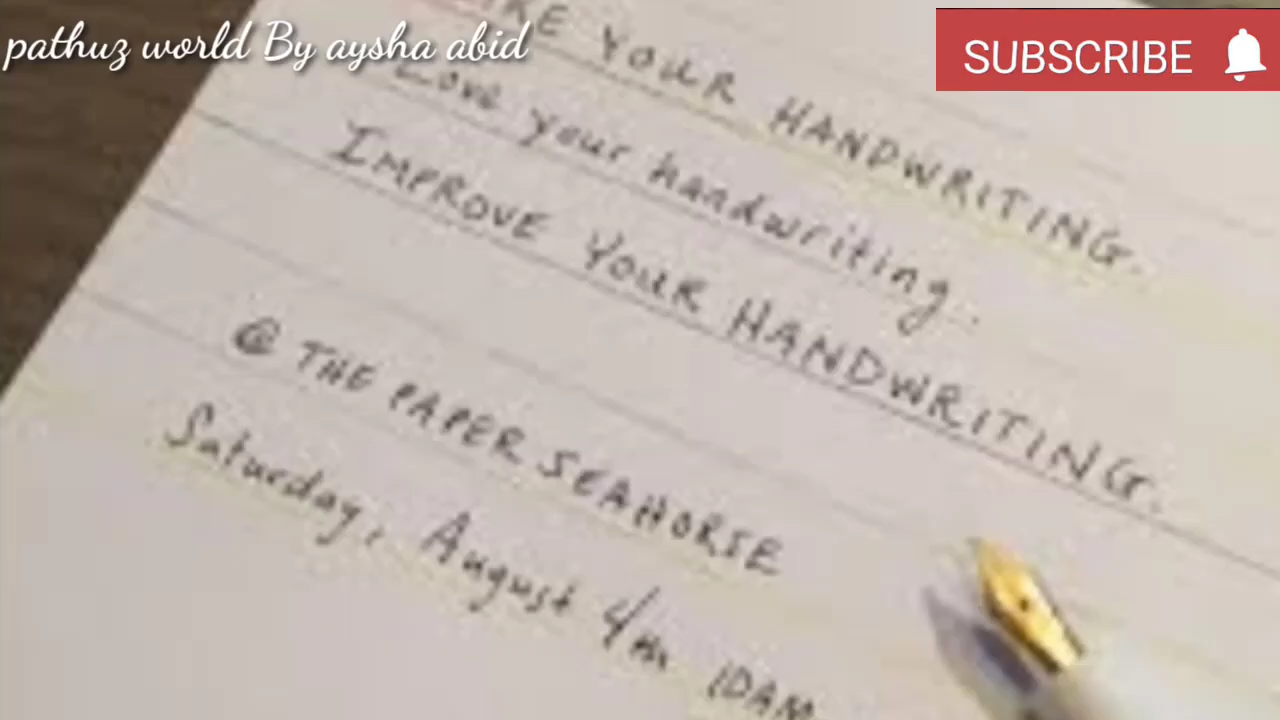 pathuz world By aysha abid
SUBSCRIBE
YOUR HANDWRITING.
Love your handwriting..
IMPROVE YOUR HANDWRITING.
@ THE PAPER SEAHORSE
Saturday, August 4th 10AM